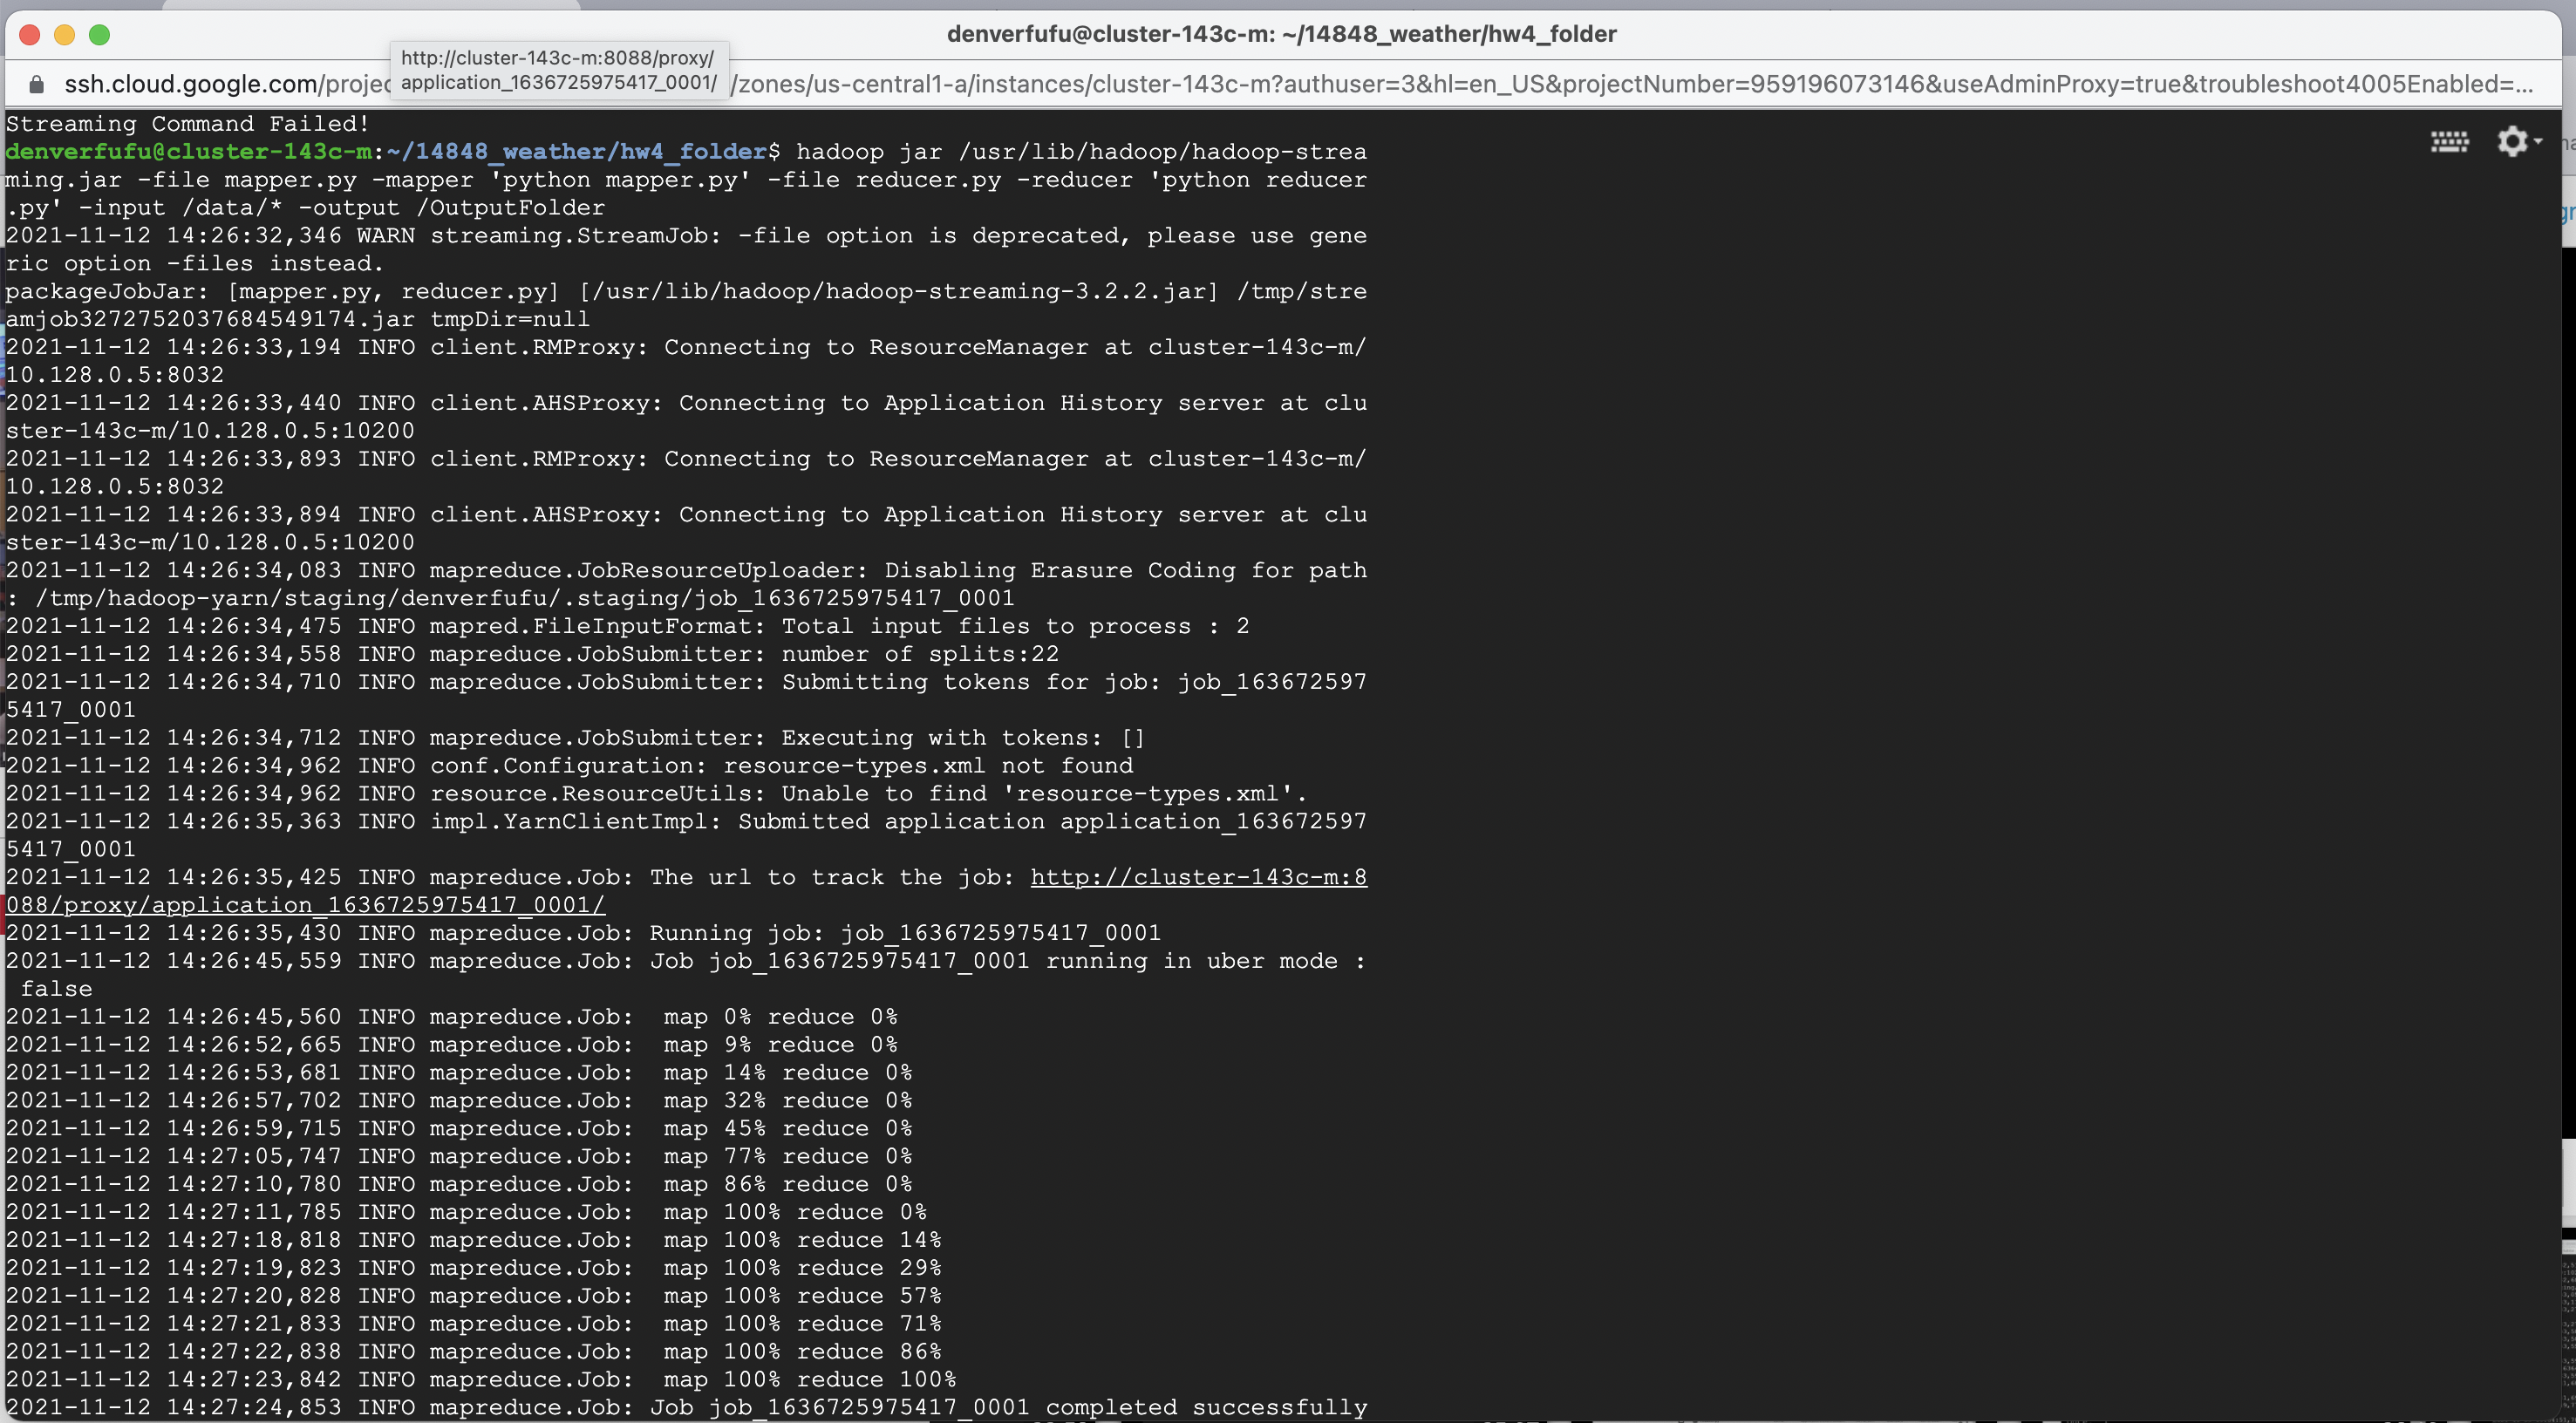 denverfufu@cluster-143c-m: ~/14848_weather/hw4_folder
http://cluster-143c-m:8088/proxy/
application_1636725975417_0001/
ssh.cloud.google.com/projec /zones/us-central1-a/instances/cluster-143c-m?authuser=3&hl=en_US&projectNumber=959196073146&useAdminProxy=true&troubleshoot4005Enabled=...
Streaming Command Failed!
denverfufu@cluster-143c-m:~/14848_weather/hw4_folder$ hadoop jar /usr/lib/hadoop/hadoop-strea
ming.jar -file mapper.py -mapper 'python mapper.py' -file reducer.py -reducer 'python reducer
.py' -input /data/* -output /OutputFolder
2021-11-12 14:26:32,346 WARN streaming.StreamJob: -file option is deprecated, please use gene
ric option -files instead.
packageJobJar: [mapper.py, reducer.py] [/usr/lib/hadoop/hadoop-streaming-3.2.2.jar] /tmp/stre
amjob3272752037684549174.jar tmpDir=null
2021-11-12 14:26:33,194 INFO client.RMProxy: Connecting to ResourceManager at cluster-143c-m/
10.128.0.5:8032
2021-11-12 14:26:33,440 INFO client.AHSProxy: Connecting to Application History server at clu
ster-143c-m/10.128.0.5:10200
2021-11-12 14:26:33,893 INFO client.RMProxy: Connecting to ResourceManager at cluster-143c-m/
10.128.0.5:8032
2021-11-12 14:26:33,894 INFO client.AHSProxy: Connecting to Application History server at clu
ster-143c-m/10.128.0.5:10200
2021-11-12 14:26:34,083 INFO mapreduce.JobResourceUploader: Disabling Erasure Coding for path
: /tmp/hadoop-yarn/staging/denverfufu/.staging/job_1636725975417_0001
2021-11-12 14:26:34,475 INFO mapred.FileInputFormat: Total input files to process : 2
2021-11-12 14:26:34,558 INFO mapreduce.JobSubmitter: number of splits:22
2021-11-12 14:26:34,710 INFO mapreduce.JobSubmitter: Submitting tokens for job: job_163672597
5417_0001
2021-11-12 14:26:34,712 INFO mapreduce.JobSubmitter: Executing with tokens: []
2021-11-12 14:26:34,962 INFO conf.Configuration: resource-types.xml not found
2021-11-12 14:26:34,962 INFO resource.ResourceUtils: Unable to find 'resource-types.xml'.
2021-11-12 14:26:35,363 INFO impl.YarnClientImpl: Submitted application application_163672597
5417_0001
2021-11-12 14:26:35,425 INFO mapreduce.Job: The url to track the job: http://cluster-143c-m:8
088/proxy/application_1636725975417_0001/
2021-11-12 14:26:35,430 INFO mapreduce.Job: Running job: job_1636725975417_0001
2021-11-12 14:26:45,559 INFO mapreduce.Job: Job job_1636725975417_0001 running in uber mode :
 false
2021-11-12 14:26:45,560 INFO mapreduce.Job:  map 0% reduce 0%
2021-11-12 14:26:52,665 INFO mapreduce.Job:  map 9% reduce 0%
2021-11-12 14:26:53,681 INFO mapreduce.Job:  map 14% reduce 0%
2021-11-12 14:26:57,702 INFO mapreduce.Job:  map 32% reduce 0%
2021-11-12 14:26:59,715 INFO mapreduce.Job:  map 45% reduce 0%
2021-11-12 14:27:05,747 INFO mapreduce.Job:  map 77% reduce 0%
2021-11-12 14:27:10,780 INFO mapreduce.Job:  map 86% reduce 0%
2021-11-12 14:27:11,785 INFO mapreduce.Job:  map 100% reduce 0%
2021-11-12 14:27:18,818 INFO mapreduce.Job:  map 100% reduce 14%
2021-11-12 14:27:19,823 INFO mapreduce.Job:  map 100% reduce 29%
2021-11-12 14:27:20,828 INFO mapreduce.Job:  map 100% reduce 57%
2021-11-12 14:27:21,833 INFO mapreduce.Job:  map 100% reduce 71%
2021-11-12 14:27:22,838 INFO mapreduce.Job:  map 100% reduce 86%
2021-11-12 14:27:23,842 INFO mapreduce.Job:  map 100% reduce 100%
2021-11-12 14:27:24,853 INFO mapreduce.Job: Job job_1636725975417_0001 completed successfully